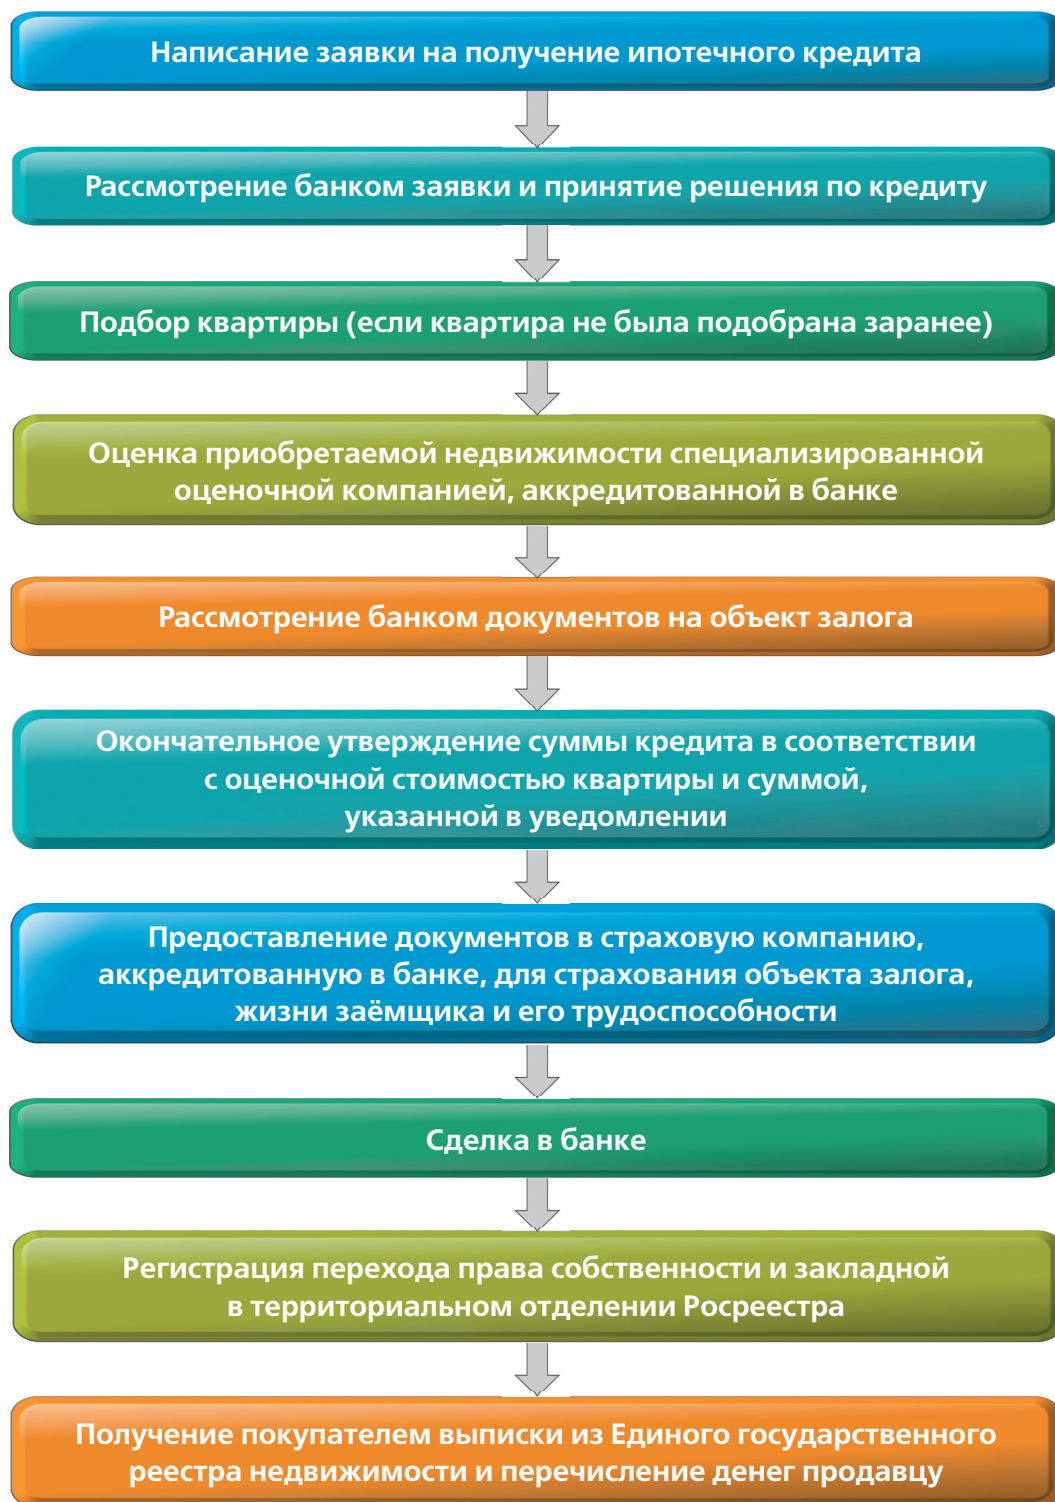 Написание заявки на получение ипотечного кредита
Рассмотрение банком заявки и принятие решения по кредиту
Подбор квартиры (если квартира не была подобрана заранее)
Оценка приобретаемой недвижимости специализированной
оценочной компанией, аккредитованной в банке
Рассмотрение банком документов на объект залога
Окончательное утверждение суммы кредита в соответствии
с оценочной стоимостью квартиры и суммой,
указанной в уведомлении
Предоставление документов в страховую компанию,
аккредитованную в банке, для страхования объекта залога,
жизни заёмщика и его трудоспособности
Сделка в банке
Регистрация перехода права собственности и закладной
в территориальном отделении Росреестра
Получение покупателем выписки из Единого государственного
реестра недвижимости и перечисление денег продавцу